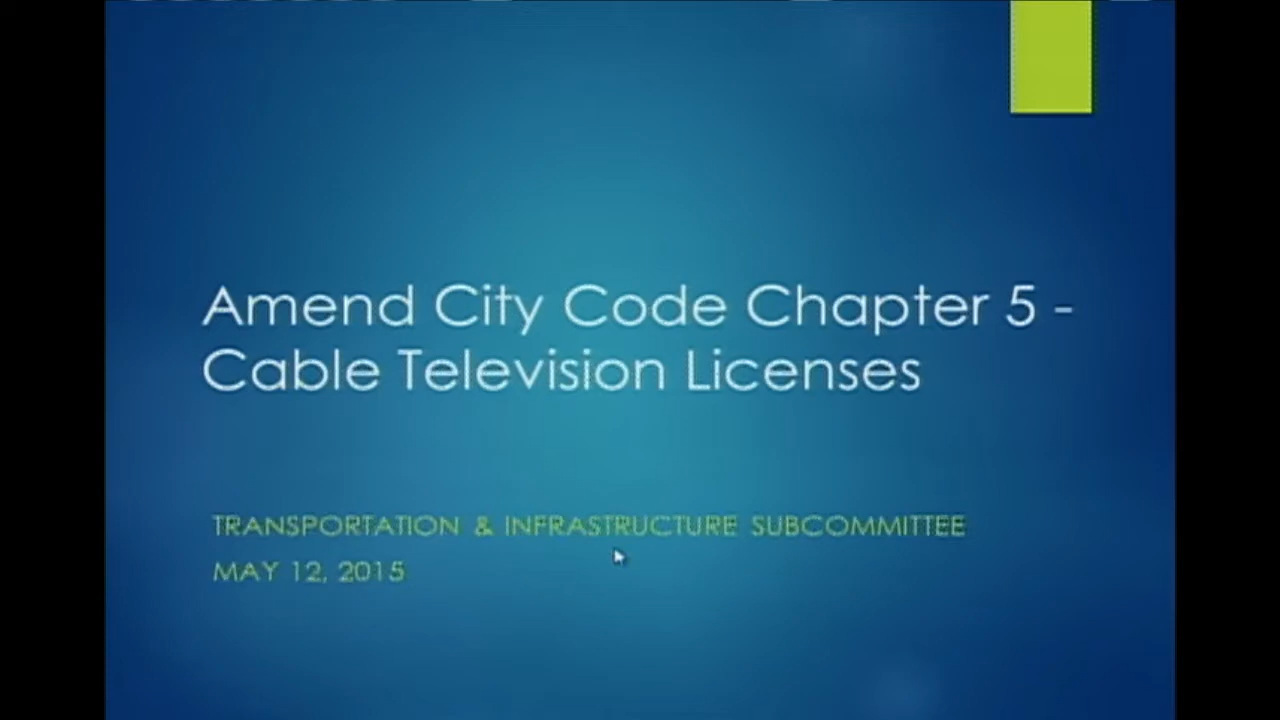 Amend City Code Chapter 5 -
Cable Television Licenses
TRANSPORTATION & INFRASTRUCTURE SUBCOMMITTEE
MAY 12, 2015